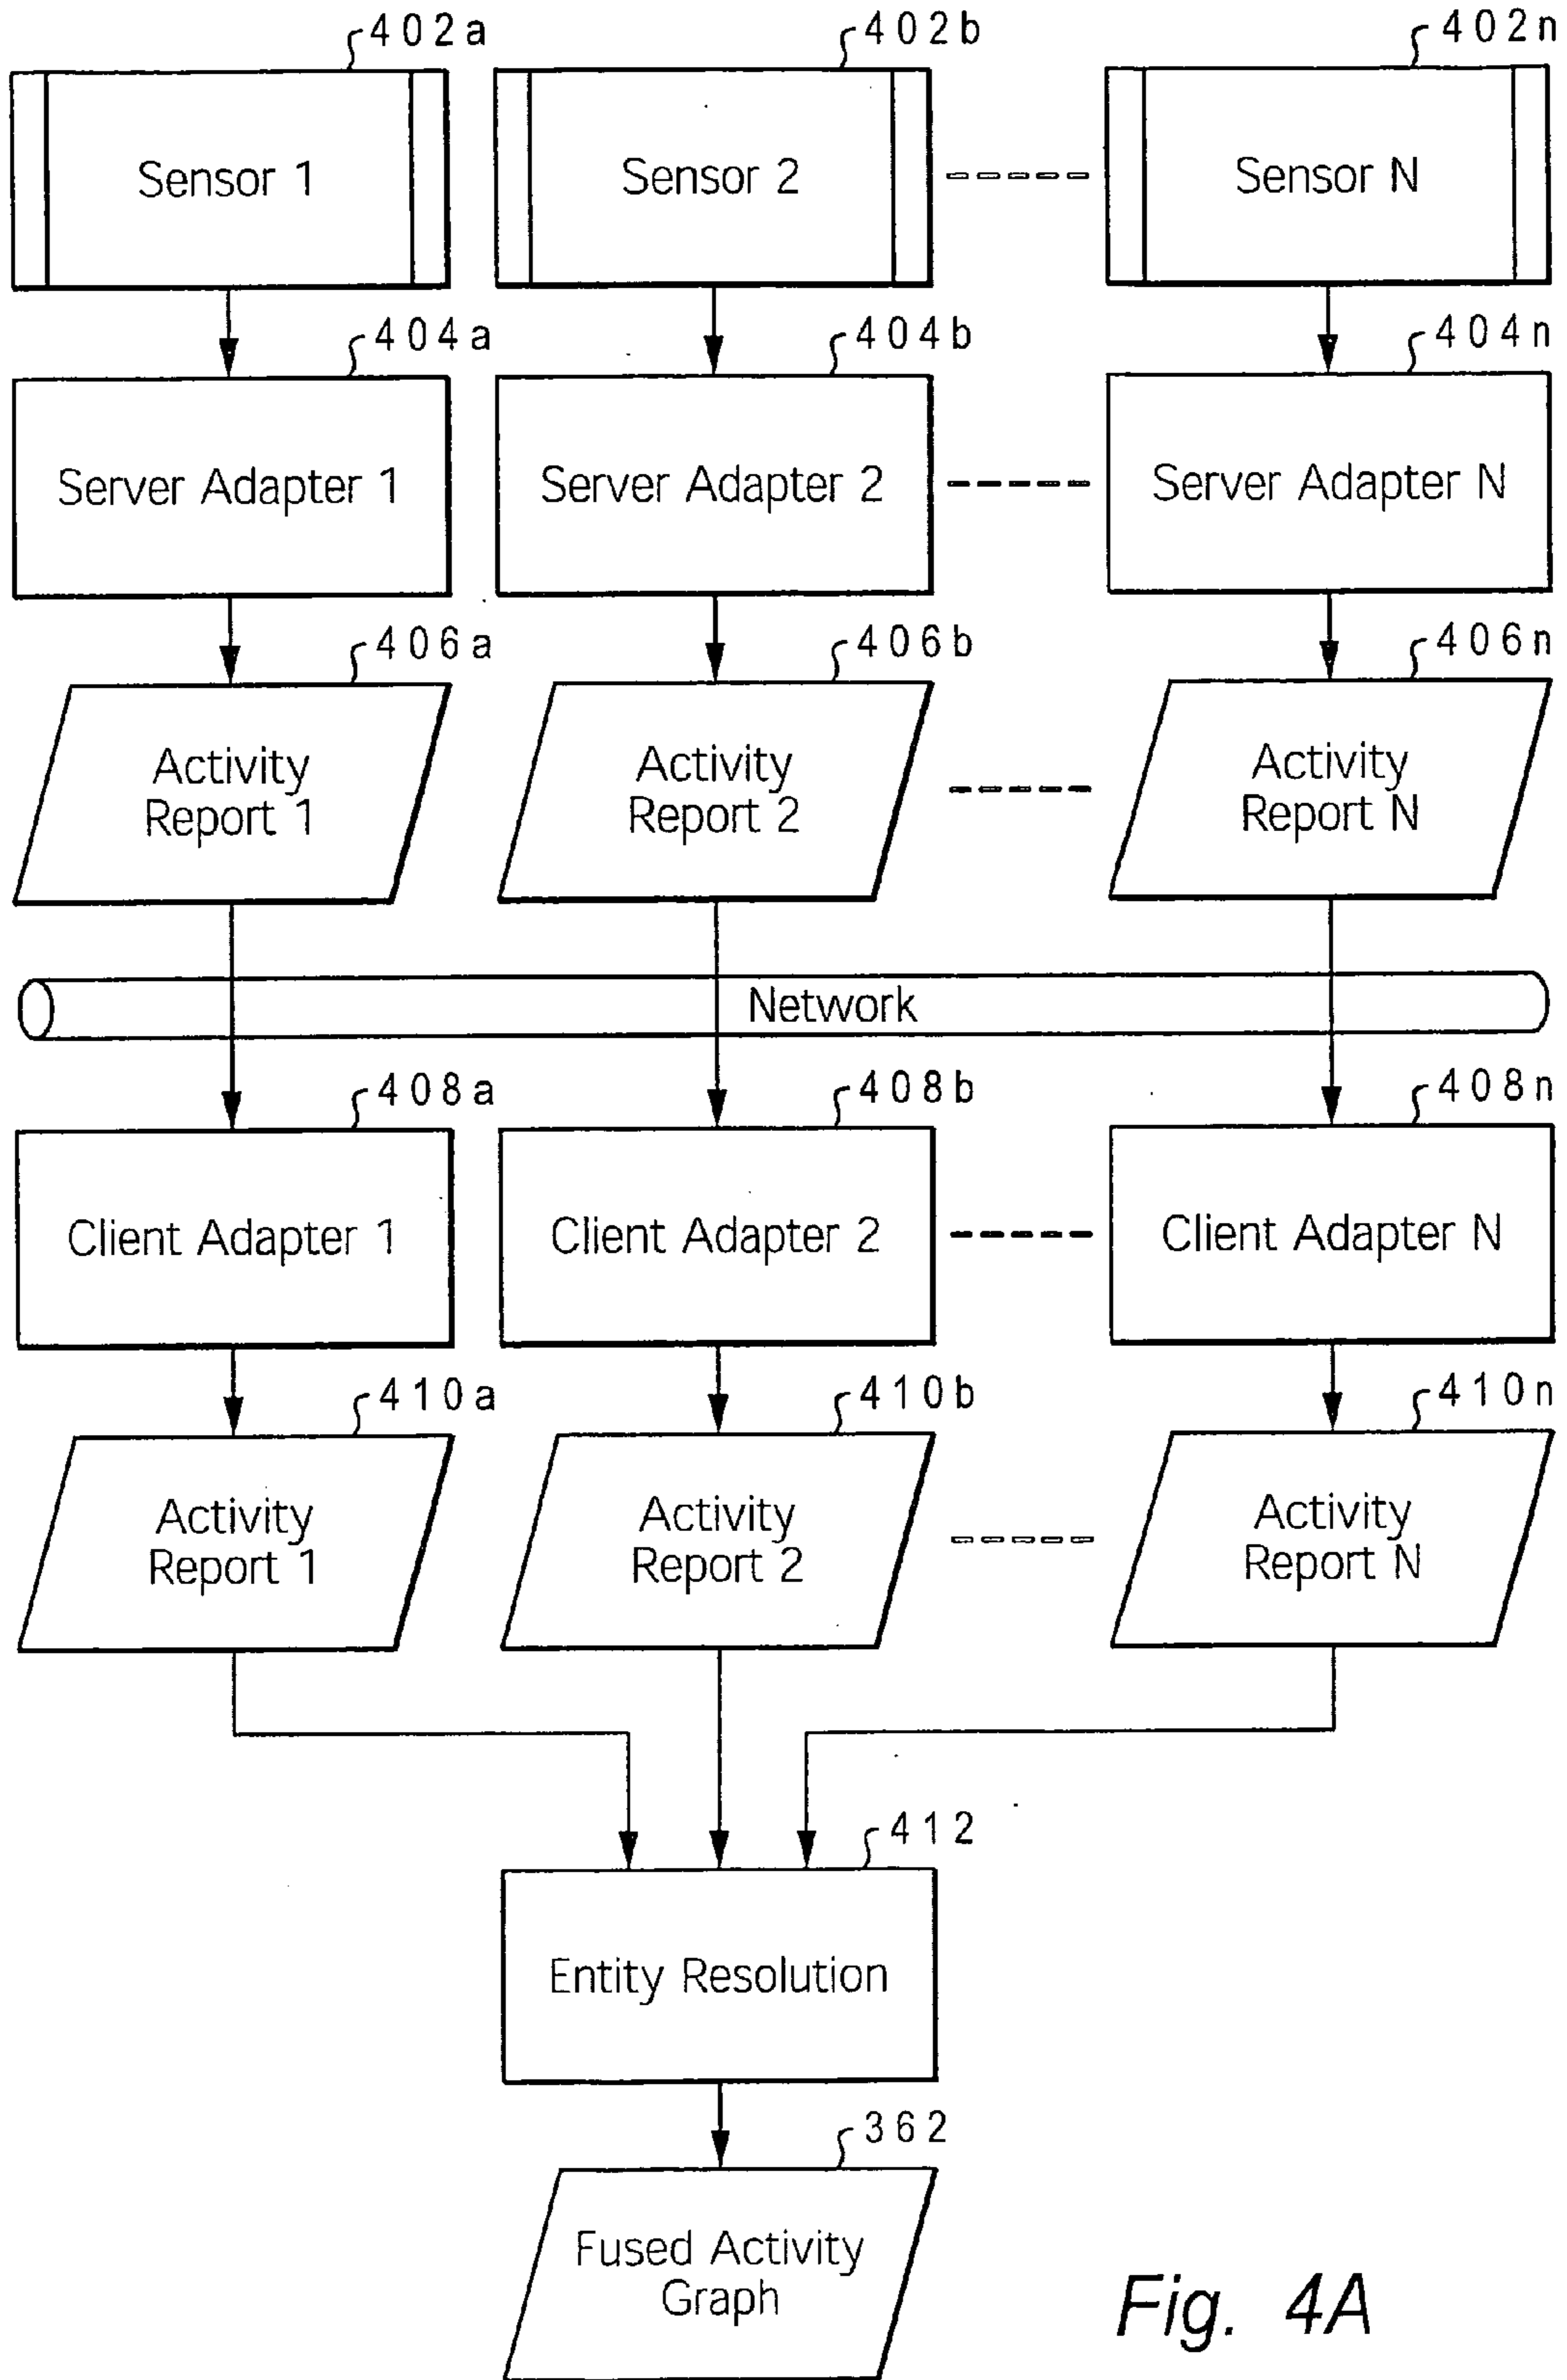 402a
402b
402n
Sensor 1
Sensor 2
Sensor N
404a
404b
404n
Server Adapter 1
Server Adapter 2
Server Adapter N
406a
406b
406n
Activity
Report 1
Activity
Report 2
Activity
Report N
Network
408a
408b
408n
Client Adapter 1
Client Adapter 2
Client Adapter N
410a
410b
410n
Activity
Report 1
Activity
Report 2
Activity
Report N
412
Entity Resolution
362
Fused Activity
Graph
Fig. 4A